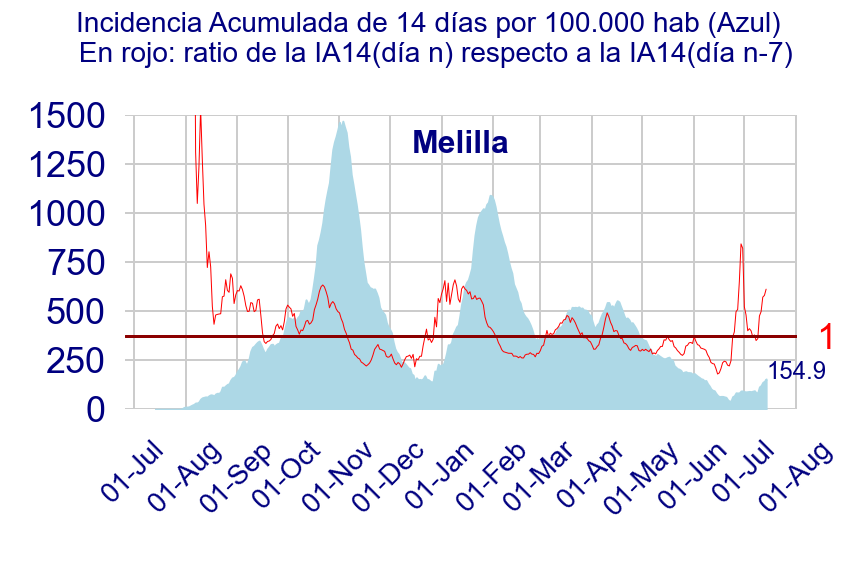 Incidencia Acumulada de 14 días por 100.000 hab (Azul)
En rojo: ratio de la IA14(día n) respecto a la IA14(día n-7)
1500
Melilla
1250
1000
750
500
1
250
154.9
0
01-Jul
01-Aug
01-Sep
01-Oct
01-Nov
01-Dec
01-Jan
01-Feb
01-Mar
01-Apr
01-May
01-Jun
01-Jul
01-Aug